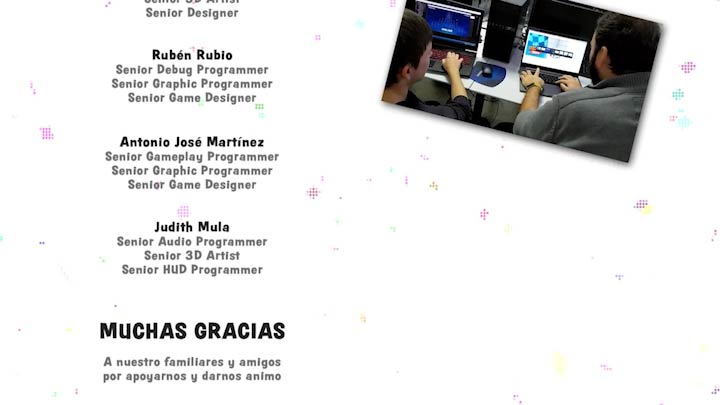 Senior 3D Artist
Senior Designer
Rubén Rubio
Senior Debug Programmer
Senior Graphic Programmer
Senior Game Designer
Antonio José Martínez
Senior Gameplay Programmer
Senior Graphic Programmer
Senior Game Designer
Judith Mula
Senior Audio Programmer
Senior 3D Artist
Senior HUD Programmer
MUCHAS GRACIAS
A nuestro familiares y amigos
por apoyarnos y darnos animo